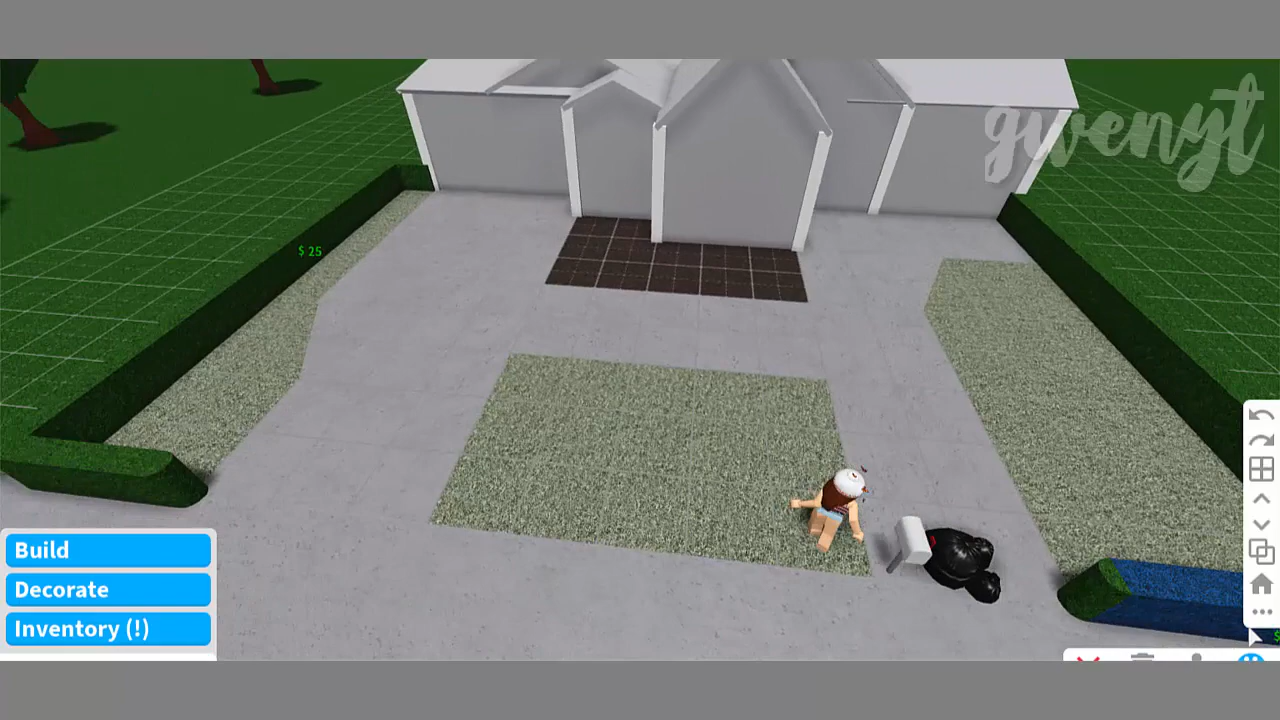 gwenyt
$ 25
Build
Decorate
Inventory (!)
$